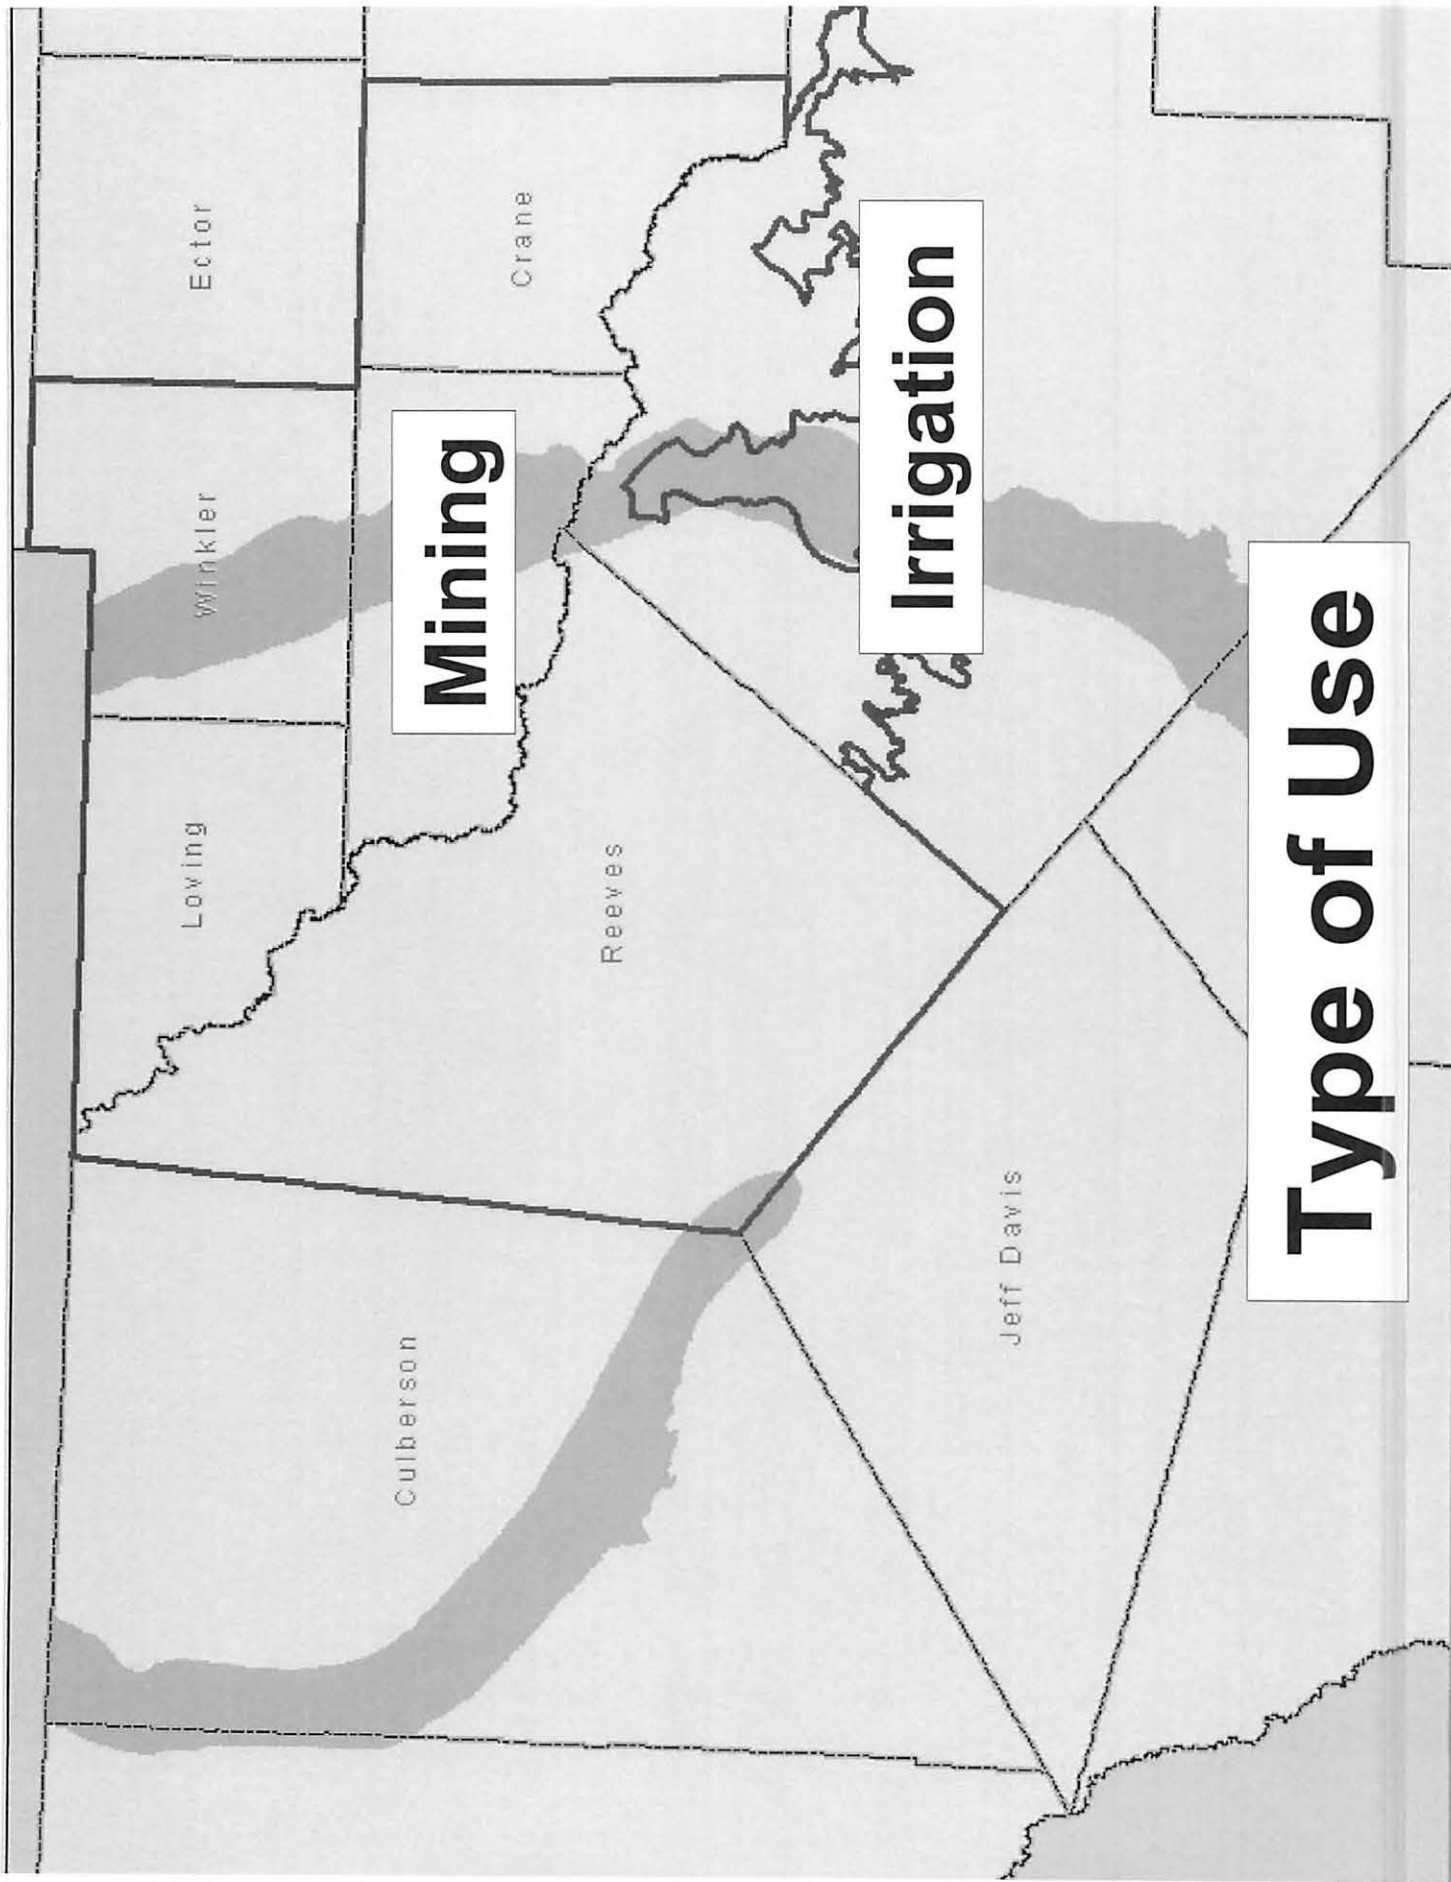 Loving
Winkler
Ector
Culberson
Mining
Crane
Reeves
Irrigation
Jeff Davis
Type of Use